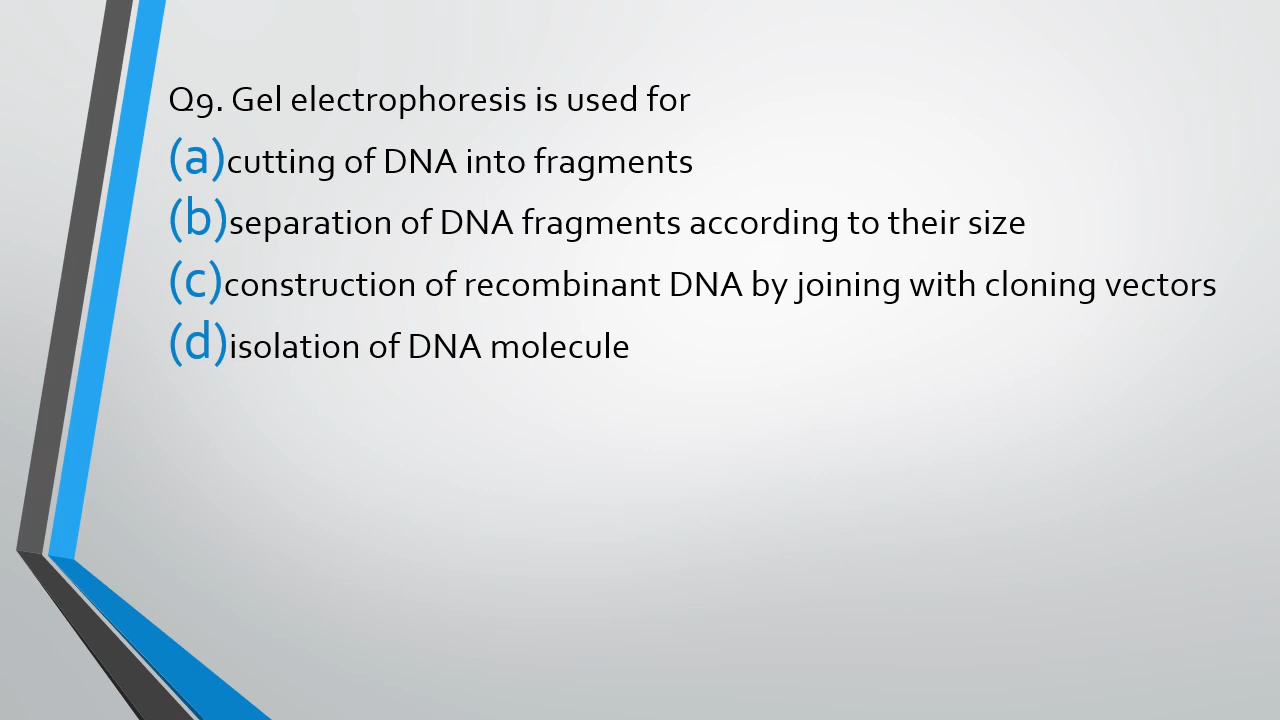 Q9. Gel electrophoresis is used for
(a)cutting of DNA into fragments
(b)separation of DNA fragments according to their size
(c)construction of recombinant DNA by joining with cloning vectors
(d)isolation of DNA molecule